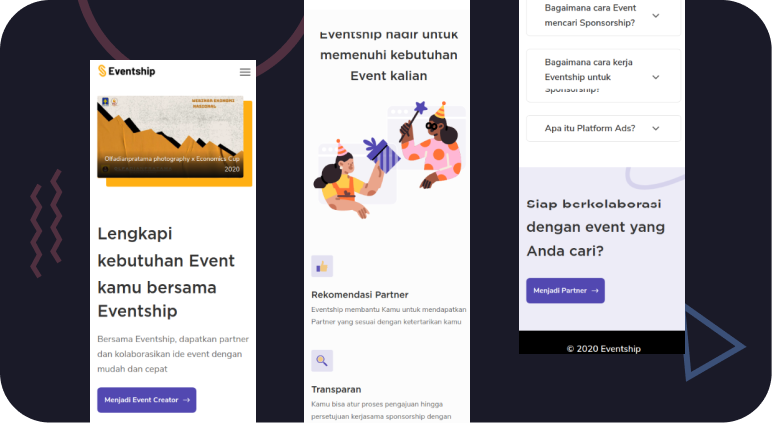 Eventship
SEMINAR EKONOMI
NASIONAL
Olfadianpratama photography x Economics Cup
2020
Lengkapi
kebutuhan Event
kamu bersama
Eventship
Bersama Eventship, dapatkan partner
dan kolaborasikan ide event dengan
mudah dan cepat
Menjadi Event Creator →
Eventship hadir untuk
memenuhi kebutuhan
Event kalian
Rekomendasi Partner
Eventship membantu Kamu untuk mendapatkan
Partner yang sesuai dengan ketertarikan kamu
Transparan
Kamu bisa atur proses pengajuan hingga
persetujuan kerjasama sponsorship dengan
Bagaimana cara Event
mencari Sponsorship?
Bagaimana cara kerja
Eventship untuk
Sponsorship?
Apa itu Platform Ads?
Siap berkolaborasi
dengan event yang
Anda cari?
Menjadi Partner →
© 2020 Eventship